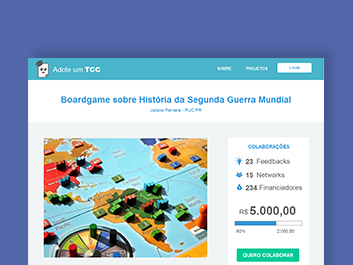 Adote um TCC
SOBRE
PROJETOS
LOGIN
Boardgame sobre História da Segunda Guerra Mundial
Juliano Ferreira - PUC PR
COLABORAÇÕES
23 Feedbacks
15 Networks
234 Financiadores
R$ 5.000,00
60% 2.000,00
QUERO COLABORAR